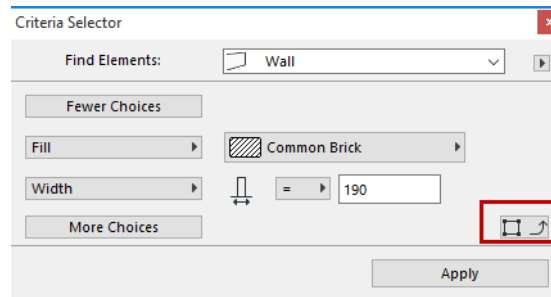 Criteria Selector
Find Elements: Wall
Fewer Choices
Fill Common Brick
Width = 190
More Choices
Apply